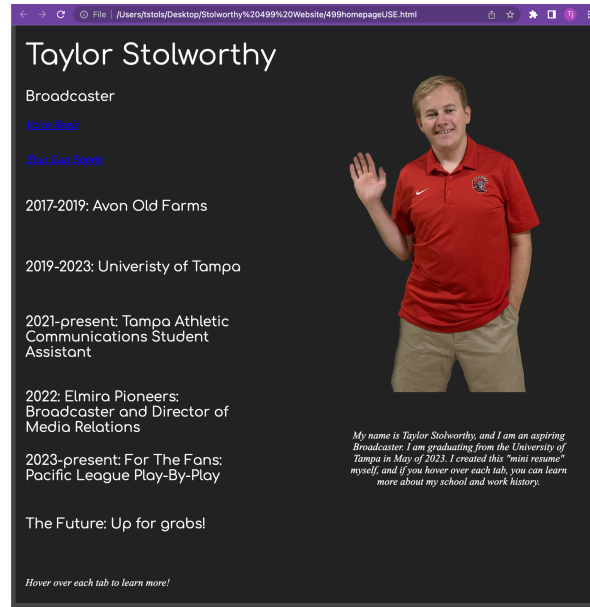 File | /Users/tstols/Desktop/Stolworthy%20499%20Website/499homepageUSE.html
Tj
Taylor Stolworthy
Broadcaster
2017-2019: Avon Old Farms
2019-2023: Univeristy of Tampa
2021-present: Tampa Athletic
Communications Student
Assistant
2022: Elmira Pioneers:
Broadcaster and Director of
Media Relations
2023-present: For The Fans:
Pacific League Play-By-Play
The Future: Up for grabs!
Hover over each tab to learn more!
My name is Taylor Stolworthy, and I am an aspiring
Broadcaster. I am graduating from the University of
Tampa in May of 2023. I created this "mini resume"
myself, and if you hover over each tab, you can learn
more about my school and work history.